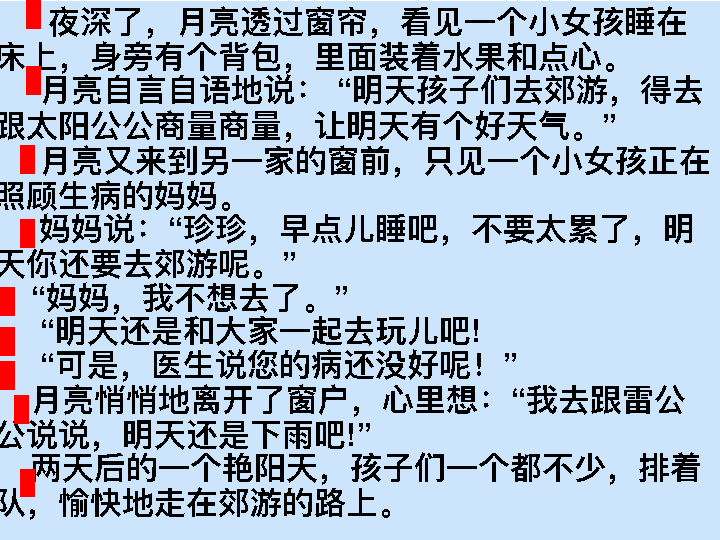 夜深了，月亮透过窗帘，看见一个小女孩睡在
床上，身旁有个背包，里面装着水果和点心。
月亮自言自语地说：“明天孩子们去郊游，得去
跟太阳公公商量商量，让明天有个好天气。”
月亮又来到另一家的窗前，只见一个小女孩正在
照顾生病的妈妈。
妈妈说：“珍珍，早点儿睡吧，不要太累了，明
天你还要去郊游呢。”
“妈妈，我不想去了。”
“明天还是和大家一起去玩儿吧!
“可是，医生说您的病还没好呢！”
月亮悄悄地离开了窗户，心里想：“我去跟雷公
公说说，明天还是下雨吧!”
两天后的一个艳阳天，孩子们一个都不少，排着
队，愉快地走在郊游的路上。